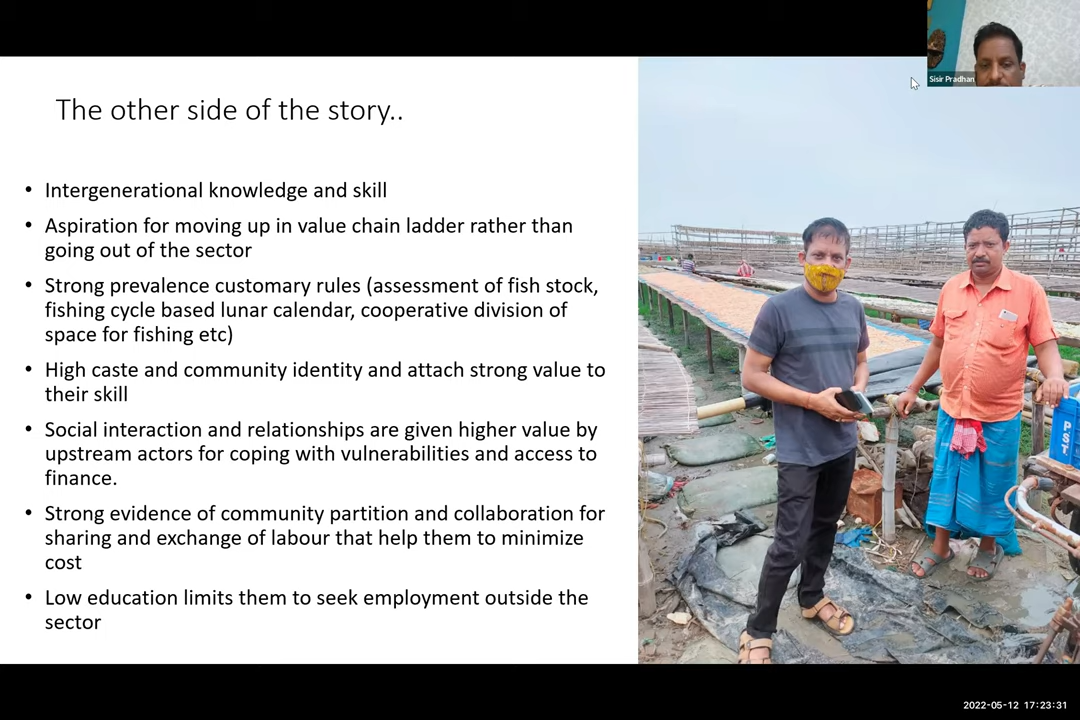 Sisir Pradhan
The other side of the story..
• Intergenerational knowledge and skill
• Aspiration for moving up in value chain ladder rather than
going out of the sector
• Strong prevalence customary rules (assessment of fish stock,
fishing cycle based lunar calendar, cooperative division of
space for fishing etc)
• High caste and community identity and attach strong value to
their skill
• Social interaction and relationships are given higher value by
upstream actors for coping with vulnerabilities and access to
finance.
• Strong evidence of community partition and collaboration for
sharing and exchange of labour that help them to minimize
cost
• Low education limits them to seek employment outside the
sector
PST
2022-05-12 17:23:31